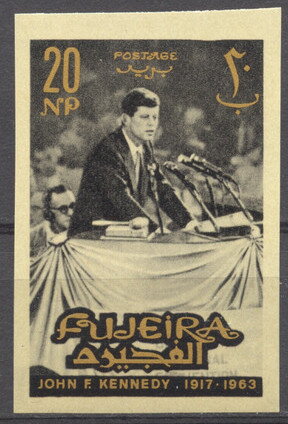 20 POSTAGE ٢٠
NP بريد ب
FUJEIRA
الفجيرة
JOHN F. KENNEDY . 1917 · 1963